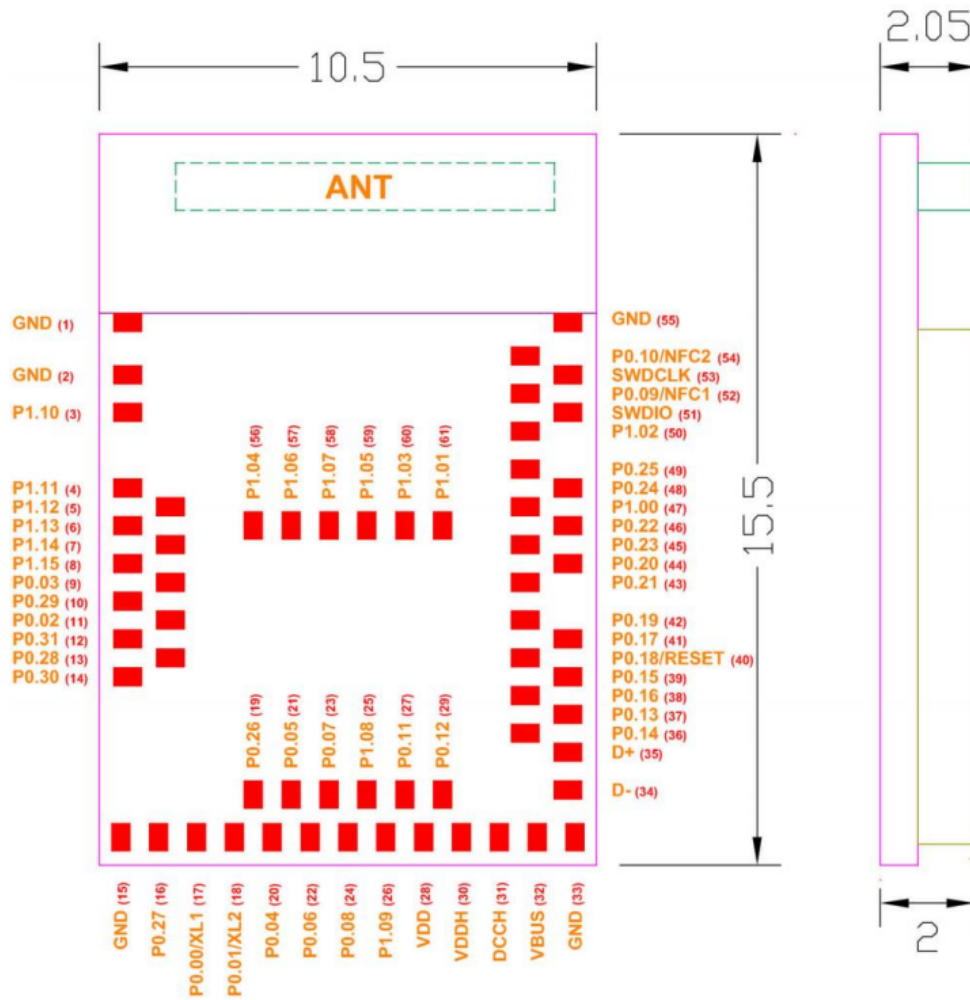 2.05
10.5
ANT
GND (1)
GND (2)
P1.10 (3)
P1.11 (4)
P1.12 (5)
P1.13 (6)
P1.14 (7)
P1.15 (8)
P0.03 (9)
P0.29 (10)
P0.02 (11)
P0.31 (12)
P0.28 (13)
P0.30 (14)
P1.04 (56)
P1.06 (57)
P1.07 (58)
P1.05 (59)
P1.03 (60)
P1.01 (61)
GND (55)
P0.10/NFC2 (54)
SWDCLK (53)
P0.09/NFC1 (52)
SWDIO (51)
P1.02 (50)
P0.25 (49)
P0.24 (48)
P1.00 (47)
P0.22 (46)
P0.23 (45)
P0.20 (44)
P0.21 (43)
P0.19 (42)
P0.17 (41)
P0.18/RESET (40)
P0.15 (39)
P0.16 (38)
P0.13 (37)
P0.14 (36)
D+ (35)
D- (34)
15.5
P0.26 (19)
P0.05 (21)
P0.07 (23)
P1.08 (25)
P0.11 (27)
P0.12 (29)
GND (15)
P0.27 (16)
P0.00/XL1 (17)
P0.01/XL2 (18)
P0.04 (20)
P0.06 (22)
P0.08 (24)
P1.09 (26)
VDD (28)
VDDH (30)
DCCH (31)
VBUS (32)
GND (33)
2